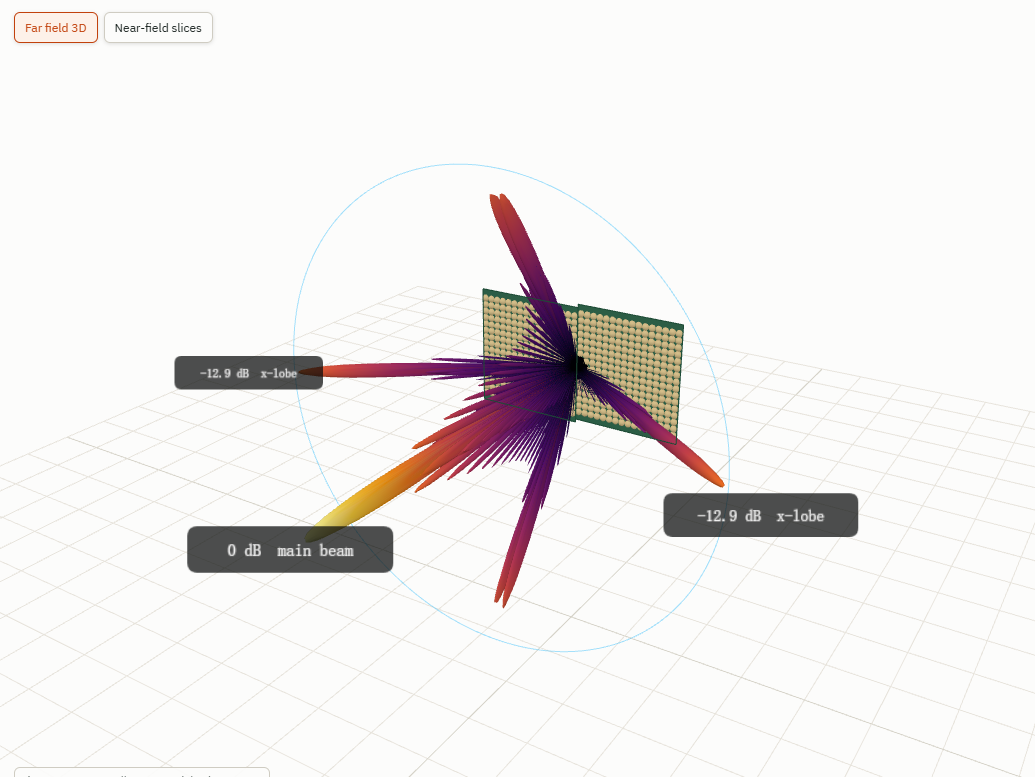 Far field 3D
Near-field slices
-12.9 dB x-lobe
-12.9 dB x-lobe
0 dB main beam